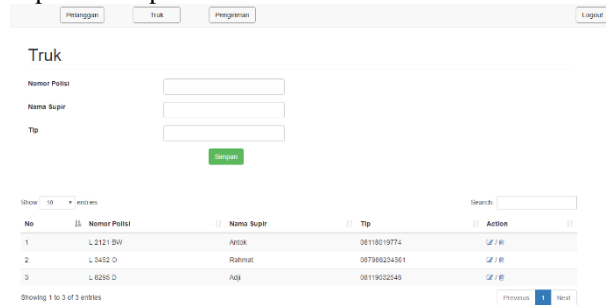 Pelanggan Truk Pengiriman Logout
Truk
Nomor Polisi
Nama Supir
Tlp
Simpan
Show 10 entries Search:
No Nomor Polisi Nama Supir Tlp Action
1 L 2121 BW Antok 08118019774 /
2 L 3452 O Rahmat 087988234561 /
3 L 8295 D Adji 08119032548 /
Showing 1 to 3 of 3 entries Previous 1 Next